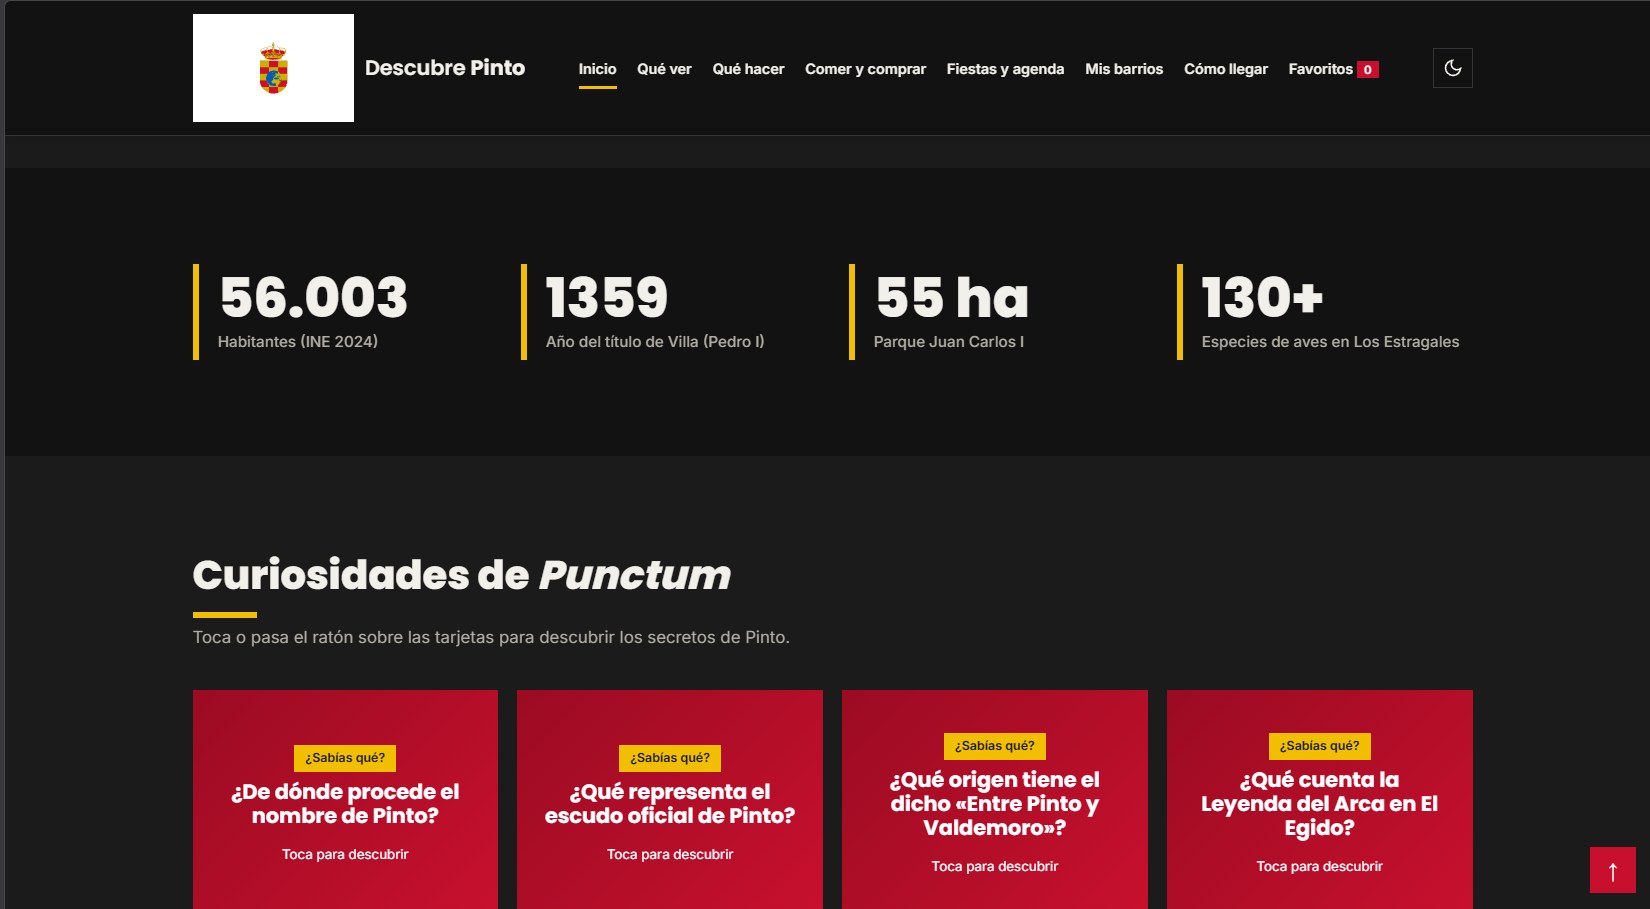 Descubre Pinto
Inicio Qué ver Qué hacer Comer y comprar Fiestas y agenda Mis barrios Cómo llegar Favoritos 0
56.003
Habitantes (INE 2024)
1359
Año del título de Villa (Pedro I)
55 ha
Parque Juan Carlos I
130+
Especies de aves en Los Estragales
Curiosidades de Punctum
Toca o pasa el ratón sobre las tarjetas para descubrir los secretos de Pinto.
¿Sabías qué?
¿De dónde procede el
nombre de Pinto?
Toca para descubrir
¿Sabías qué?
¿Qué representa el
escudo oficial de Pinto?
Toca para descubrir
¿Sabías qué?
¿Qué origen tiene el
dicho «Entre Pinto y
Valdemoro»?
Toca para descubrir
¿Sabías qué?
¿Qué cuenta la
Leyenda del Arca en El
Egido?
Toca para descubrir
↑